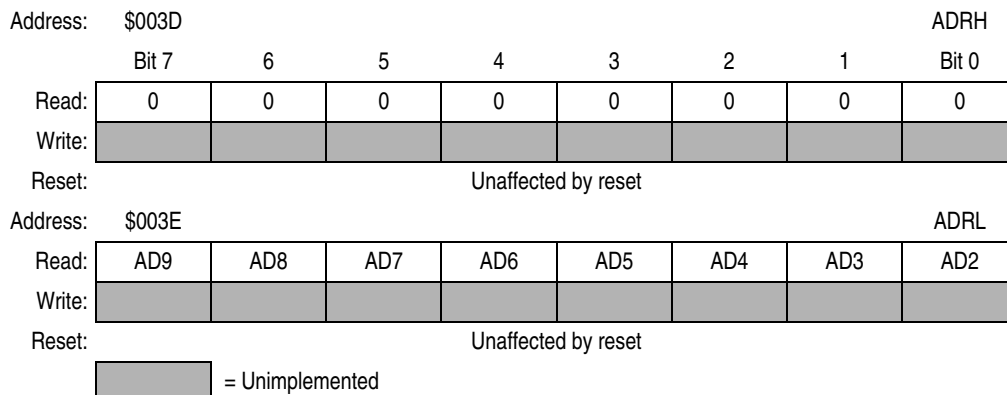 Address: $003D ADRH
Bit 7 6 5 4 3 2 1 Bit 0
Read: 0 0 0 0 0 0 0 0
Write:
Reset: Unaffected by reset
Address: $003E ADRL
Read: AD9 AD8 AD7 AD6 AD5 AD4 AD3 AD2
Write:
Reset: Unaffected by reset
= Unimplemented